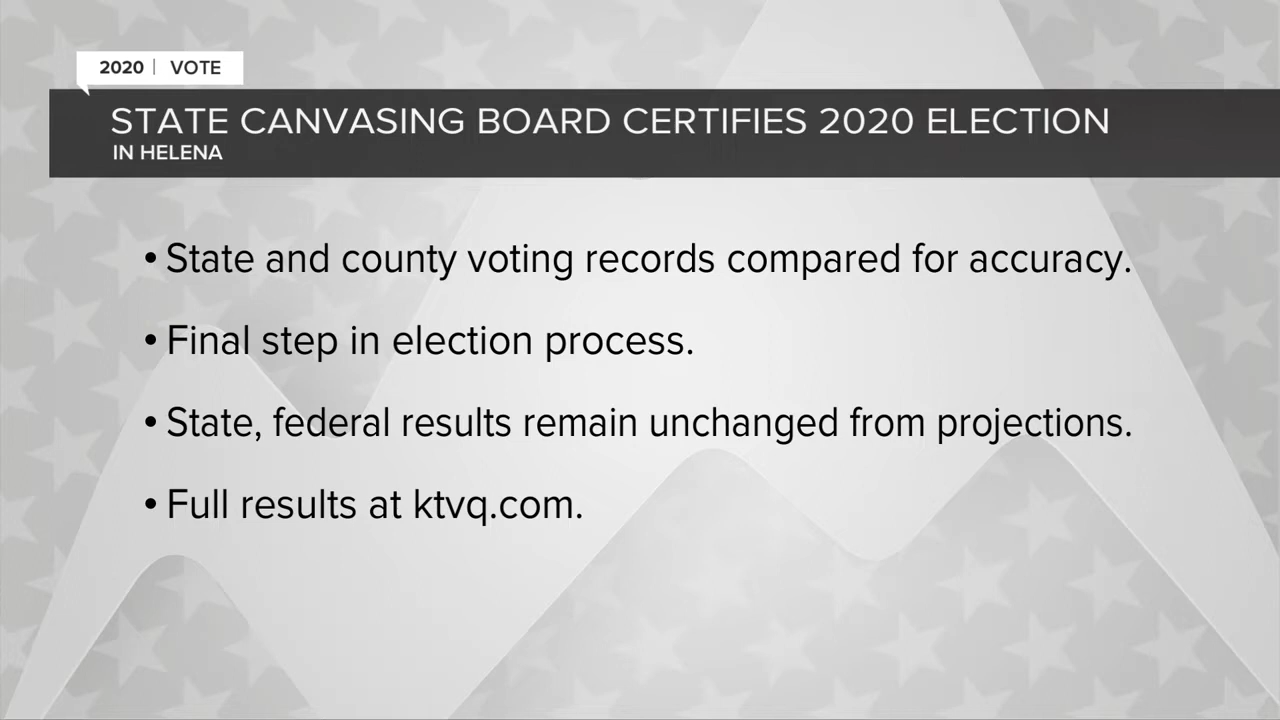 2020 | VOTE
STATE CANVASING BOARD CERTIFIES 2020 ELECTION
IN HELENA
• State and county voting records compared for accuracy.
• Final step in election process.
• State, federal results remain unchanged from projections.
• Full results at ktvq.com.